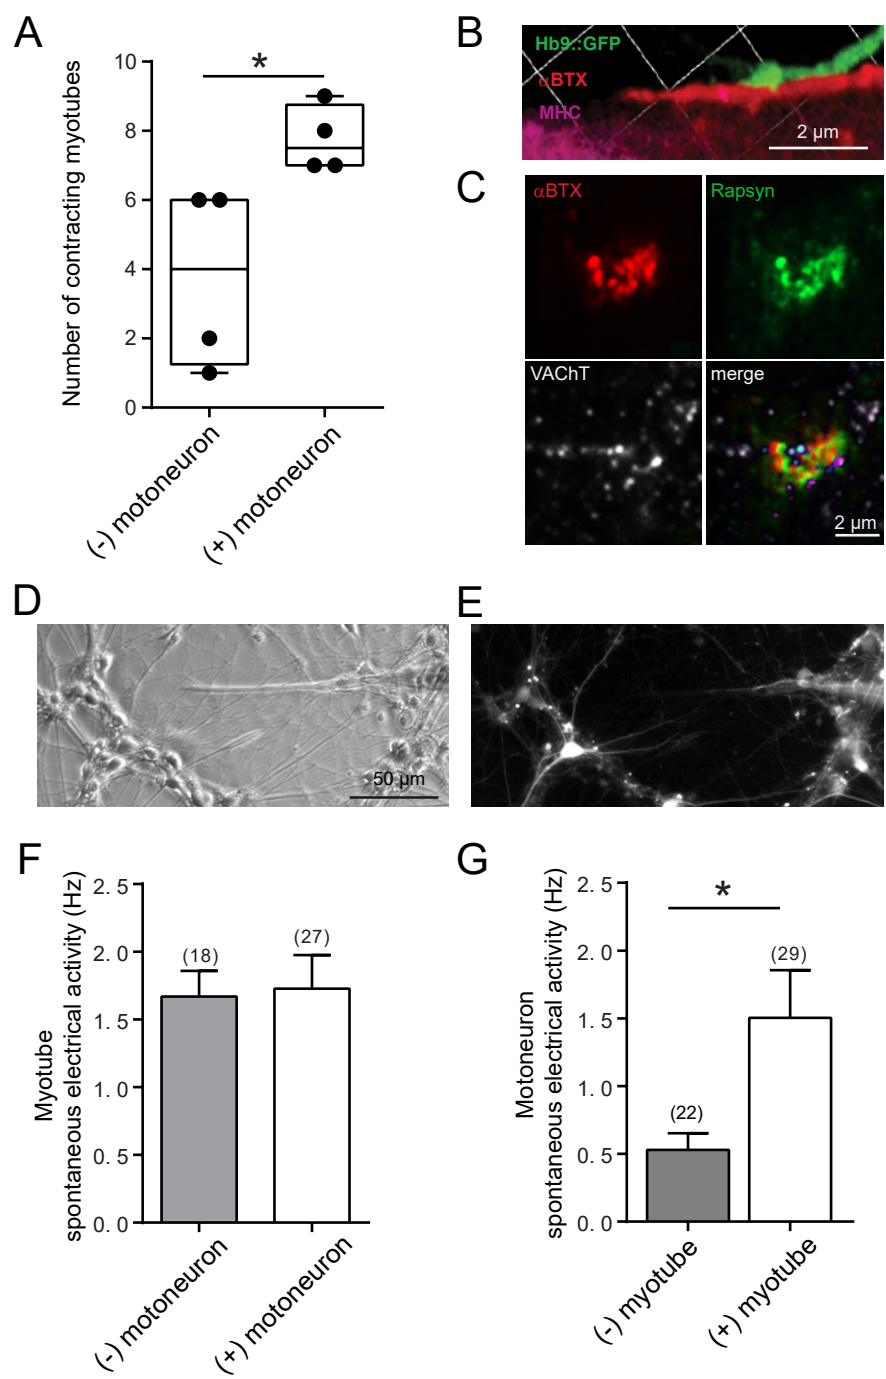 A
Number of contracting myotubes
10
8
6
4
2
0
*
(-) motoneuron
(+) motoneuron
B
Hb9::GFP
αBTX
MHC
2 µm
C
αBTX
Rapsyn
VAChT
merge
2 µm
D
50 µm
E
F
Myotube
spontaneous electrical activity (Hz)
2.5
2.0
1.5
1.0
0.5
0.0
(18)
(27)
(-) motoneuron
(+) motoneuron
G
Motoneuron
spontaneous electrical activity (Hz)
2.5
2.0
1.5
1.0
0.5
0.0
*
(22)
(29)
(-) myotube
(+) myotube